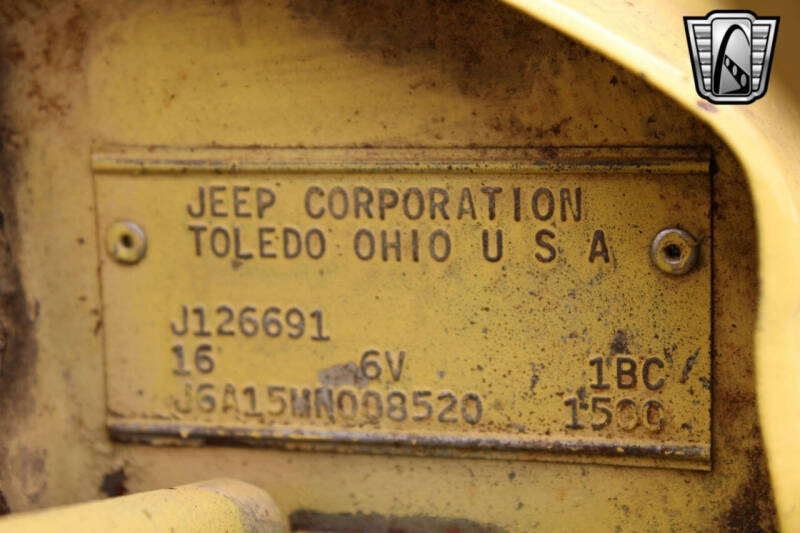 JEEP CORPORATION
TOLEDO OHIO U S A
J126691
16 6V 1BC
J6A15MN008520 1500